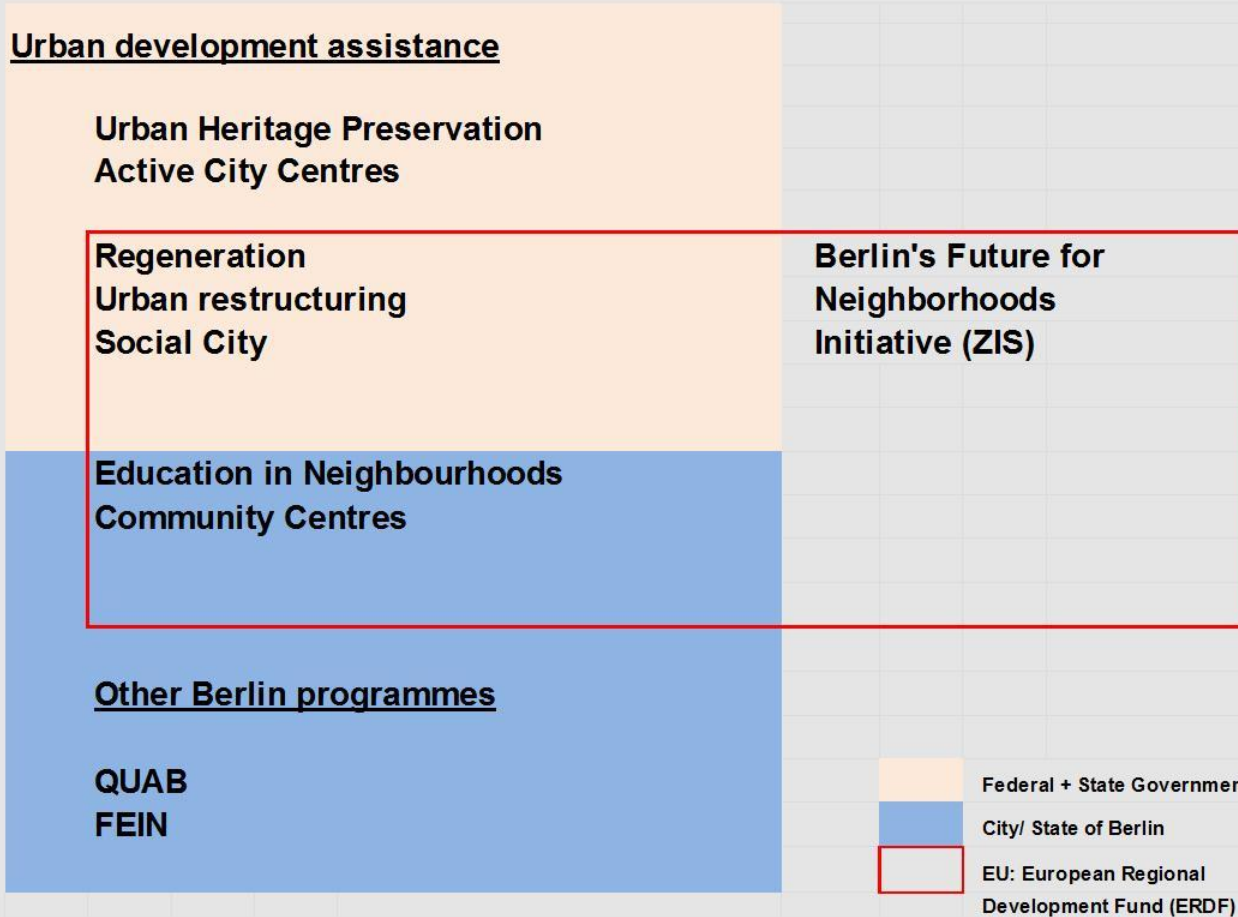 Urban development assistance
Urban Heritage Preservation
Active City Centres
Regeneration
Urban restructuring
Social City
Berlin's Future for
Neighborhoods
Initiative (ZIS)
Education in Neighbourhoods
Community Centres
Other Berlin programmes
QUAB
FEIN
Federal + State
City/ State of Berlin
EU: European Regional
Development Fund (ERDF)